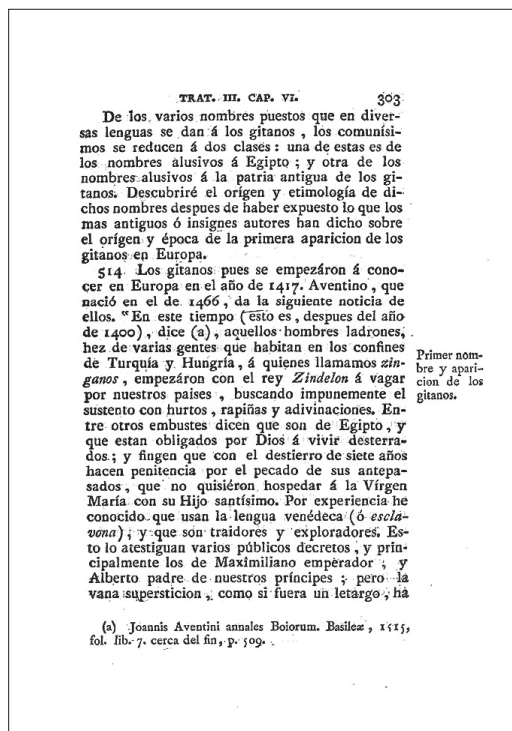 TRAT. III. CAP. VI. 303
De los varios nombres puestos que en diver-
sas lenguas se dan á los gitanos , los comunísi-
mos se reducen á dos clases : una de estas es de
los nombres alusivos á Egipto ; y otra de los
nombres alusivos á la patria antigua de los gi-
tanos. Descubriré el orígen y etimología de di-
chos nombres despues de haber expuesto lo que los
mas antiguos ó insignes autores han dicho sobre
el orígen y época de la primera aparicion de los
gitanos en Europa.
514 Los gitanos pues se empezáron á cono-
cer en Europa en el año de 1417. Aventino , que
nació en el de 1466 , da la siguiente noticia de
ellos. "En este tiempo (esto es , despues del año
de 1400) , dice (a) , aquellos hombres ladrones,
hez de varias gentes que habitan en los confines
de Turquía y Hungría , á quienes llamamos zin-
ganos , empezáron con el rey Zindelon á vagar
por nuestros paises , buscando impunemente el
sustento con hurtos , rapiñas y adivinaciones. En-
tre otros embustes dicen que son de Egipto , y
que estan obligados por Dios á vivir desterra-
dos ; y fingen que con el destierro de siete años
hacen penitencia por el pecado de sus antepa-
sados , que no quisiéron hospedar á la Vírgen
María con su Hijo santísimo. Por experiencia he
conocido que usan la lengua venédeca (ó escla-
vona) , y que son traidores y exploradores. Es-
to lo atestiguan varios públicos decretos , y prin-
cipalmente los de Maximiliano emperador , y
Alberto padre de nuestros príncipes ; pero la
vana supersticion , como si fuera un letargo , ha
Primer nom-
bre y apari-
cion de los
gitanos.
(a) Joannis Aventini annales Boiorum. Basileæ , 1515,
fol. lib. 7. cerca del fin , p. 509.